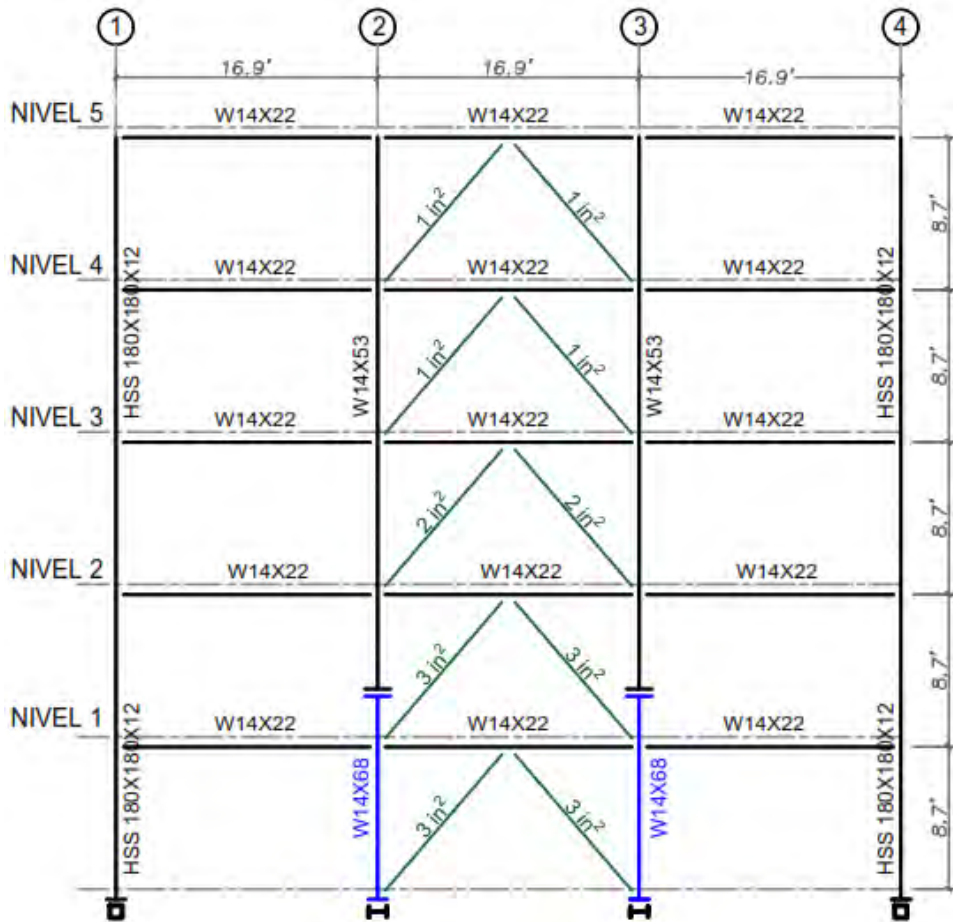 1 2 3 4
16.9' 16.9' 16.9'
NIVEL 5
W14X22 W14X22 W14X22
1 in² 1 in²
8.7'
NIVEL 4
W14X22 W14X22 W14X22
HSS 180X180X12 HSS 180X180X12
1 in² 1 in²
W14X53 W14X53
8.7'
NIVEL 3
W14X22 W14X22 W14X22
2 in² 2 in²
8.7'
NIVEL 2
W14X22 W14X22 W14X22
3 in² 3 in²
8.7'
NIVEL 1
W14X22 W14X22 W14X22
HSS 180X180X12 HSS 180X180X12
W14X68 W14X68
3 in² 3 in²
8.7'